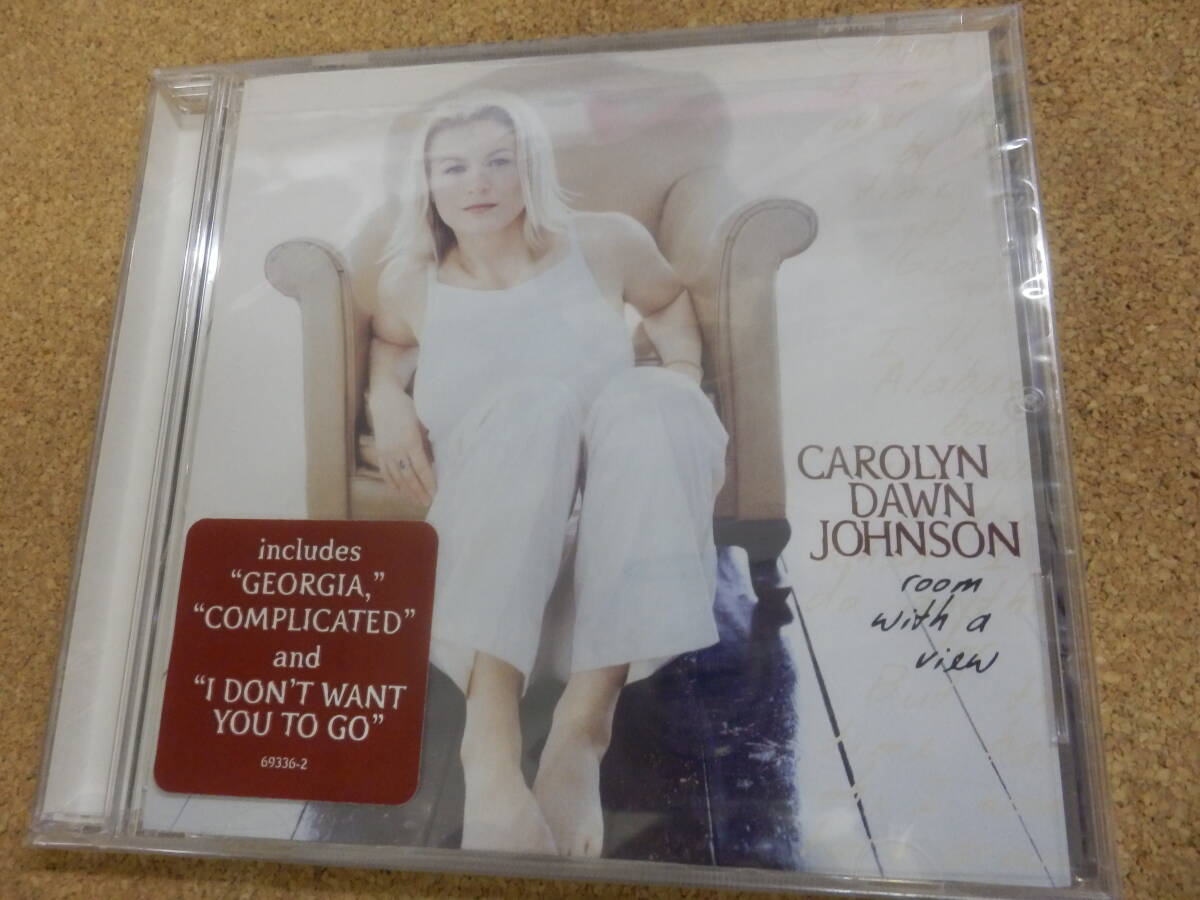 CAROLYN
DAWN
JOHNSON
room
with a
view
includes
“GEORGIA,”
“COMPLICATED”
and
“I DON'T WANT
YOU TO GO”
69336-2